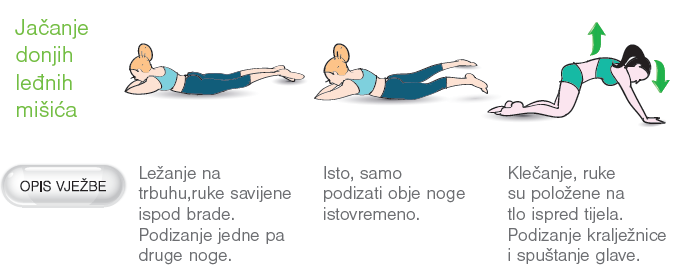 Jačanje
donjih
leđnih
mišića
OPIS VJEŽBE
Ležanje na
trbuhu,ruke savijene
ispod brade.
Podizanje jedne pa
druge noge.
Isto, samo
podizati obje noge
istovremeno.
Klečanje, ruke
su položene na
tlo ispred tijela.
Podizanje kralježnice
i spuštanje glave.